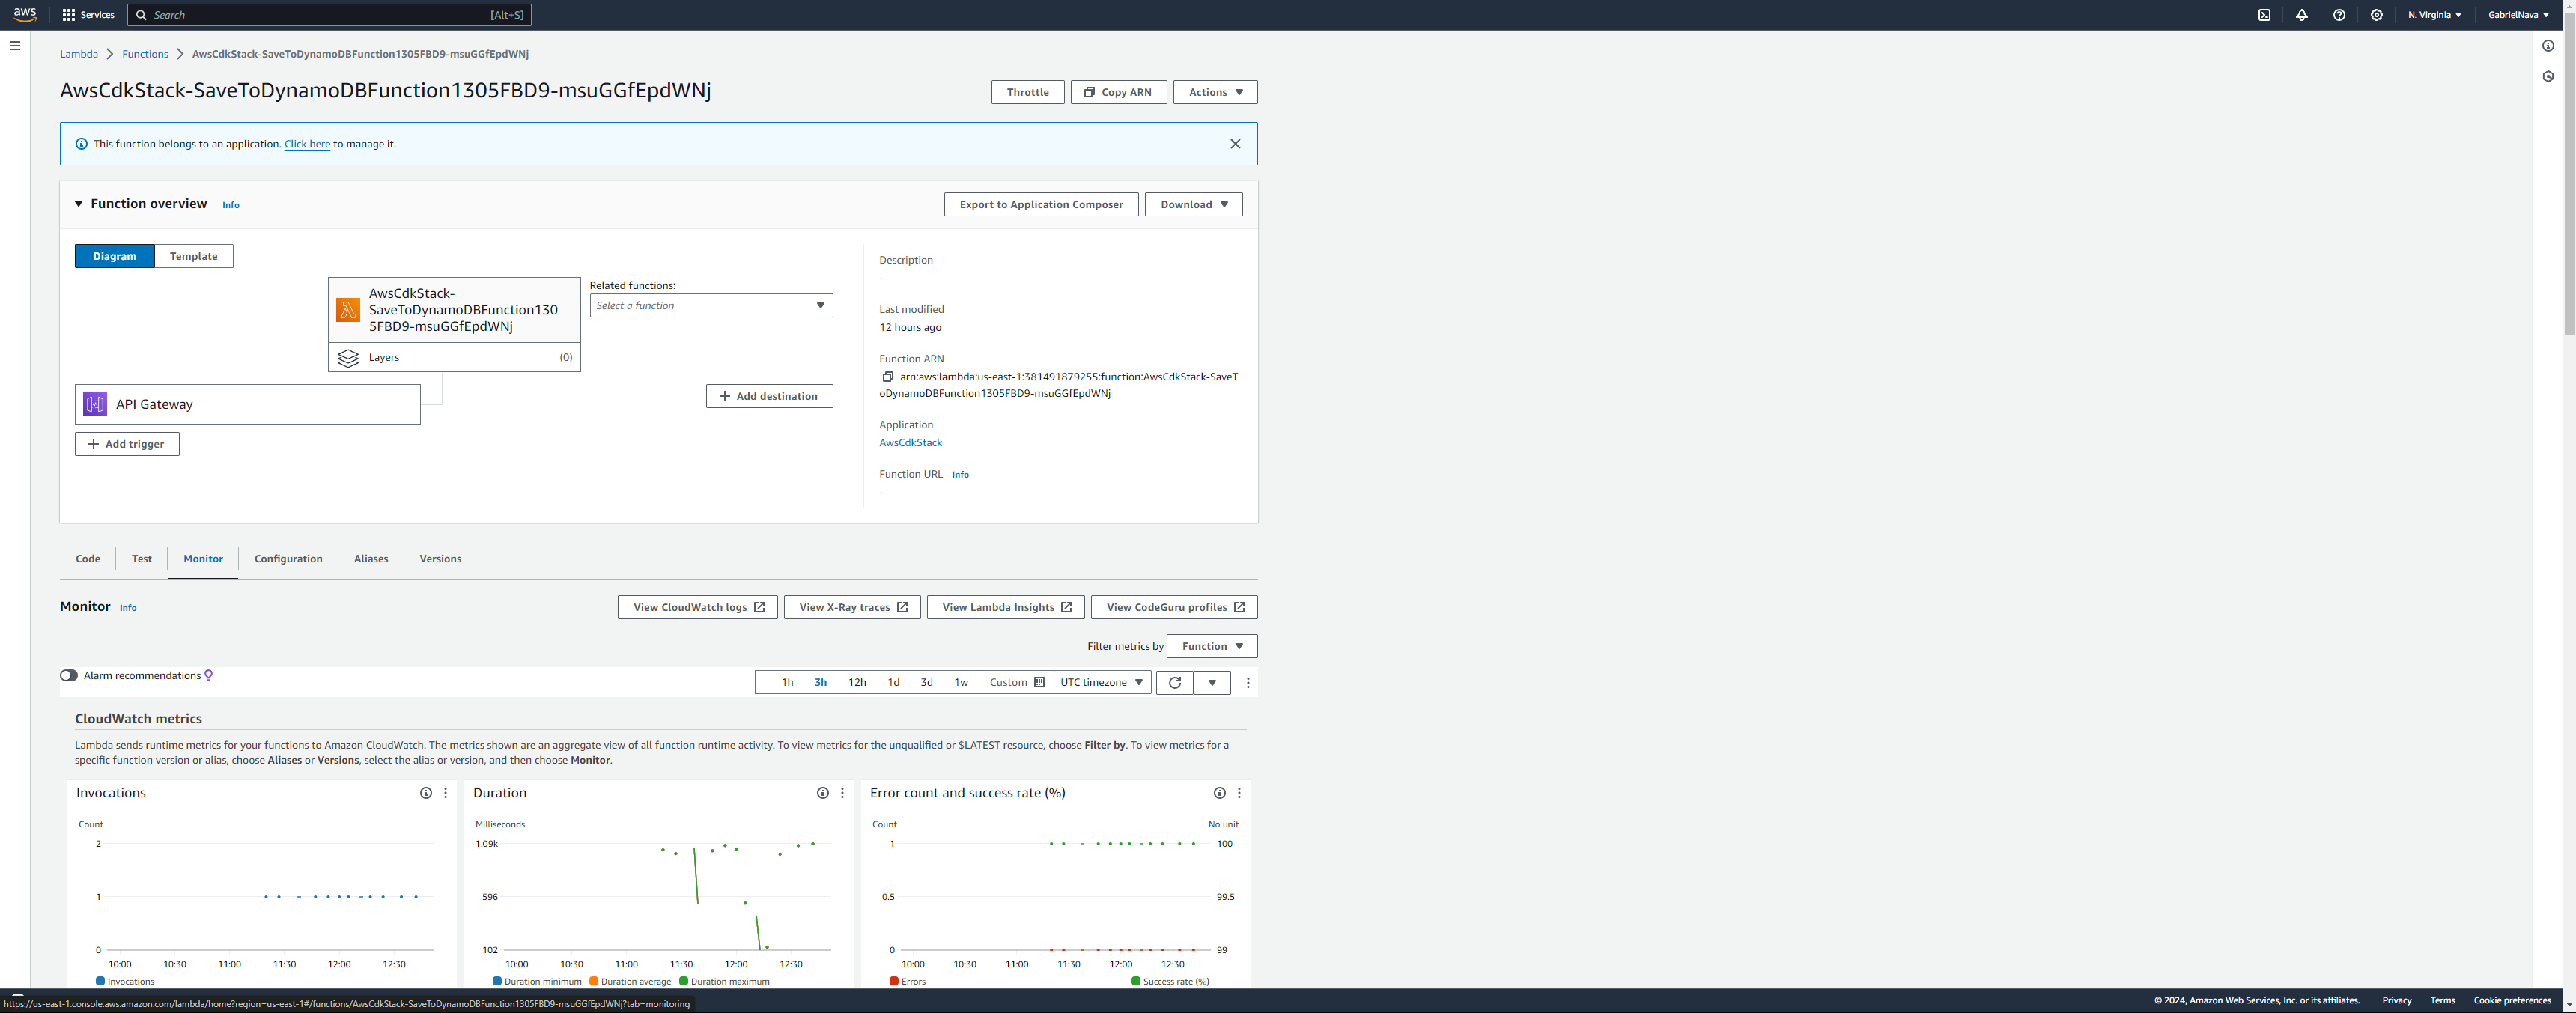 aws
Services
Search
[Alt+S]
N. Virginia
GabrielNava
Lambda
Functions
AwsCdkStack-SaveToDynamoDBFunction1305FBD9-msuGGfEpdWNj
AwsCdkStack-SaveToDynamoDBFunction1305FBD9-msuGGfEpdWNj
Throttle
Copy ARN
Actions
This function belongs to an application. Click here to manage it.
Function overview
Info
Export to Application Composer
Download
Diagram
Template
AwsCdkStack-
SaveToDynamoDBFunction130
5FBD9-msuGGfEpdWNj
Layers
(0)
Related functions:
Select a function
API Gateway
Add destination
Add trigger
Description
-
Last modified
12 hours ago
Function ARN
arn:aws:lambda:us-east-1:381491879255:function:AwsCdkStack-SaveT
oDynamoDBFunction1305FBD9-msuGGfEpdWNj
Application
AwsCdkStack
Function URL Info
-
Code
Test
Monitor
Configuration
Aliases
Versions
Monitor
Info
View CloudWatch logs
View X-Ray traces
View Lambda Insights
View CodeGuru profiles
Filter metrics by
Function
Alarm recommendations
1h
3h
12h
1d
3d
1w
Custom
UTC timezone
CloudWatch metrics
Lambda sends runtime metrics for your functions to Amazon CloudWatch. The metrics shown are an aggregate view of all function runtime activity. To view metrics for the unqualified or $LATEST resource, choose Filter by. To view metrics for a
specific function version or alias, choose Aliases or Versions, select the alias or version, and then choose Monitor.
Invocations
Count
2
1
0
10:00
10:30
11:00
11:30
12:00
12:30
Invocations
Duration
Milliseconds
1.09k
596
102
10:00
10:30
11:00
11:30
12:00
12:30
Duration minimum
Duration average
Duration maximum
Error count and success rate (%)
Count
No unit
1
100
0.5
99.5
0
99
10:00
10:30
11:00
11:30
12:00
12:30
Errors
Success rate (%)
https://us-east-1.console.aws.amazon.com/lambda/home?region=us-east-1#/functions/AwsCdkStack-SaveToDynamoDBFunction1305FBD9-msuGGfEpdWNj?tab=monitoring
© 2024, Amazon Web Services, Inc. or its affiliates.
Privacy
Terms
Cookie preferences